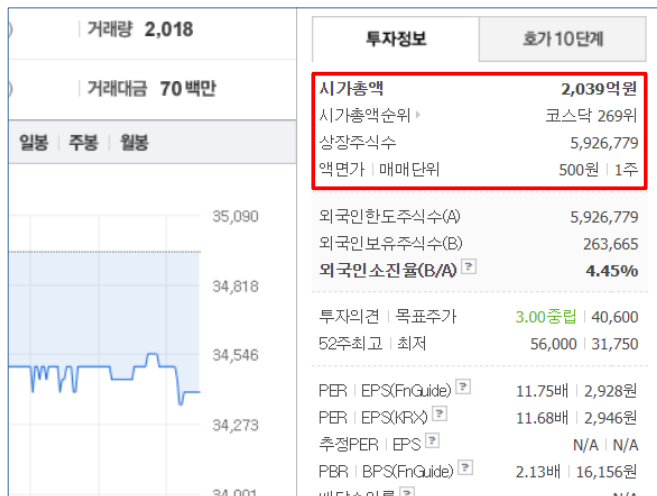 거래량 2,018
거래대금 70 백만
일봉 주봉 월봉
35,090
34,818
34,546
34,273
34,001
투자정보 호가 10단계
시가총액 2,039억원
시가총액순위 코스닥 269위
상장주식수 5,926,779
액면가 | 매매단위 500원 | 1주
외국인한도주식수(A) 5,926,779
외국인보유주식수(B) 263,665
외국인소진율(B/A) ? 4.45%
투자의견 | 목표주가 3.00중립 | 40,600
52주최고 | 최저 56,000 | 31,750
PER | EPS(FnGuide) ? 11.75배 | 2,928원
PER | EPS(KRX) ? 11.68배 | 2,946원
추정PER | EPS ? N/A | N/A
PBR | BPS(FnGuide) ? 2.13배 | 16,156원
배당수익률 ? N/A